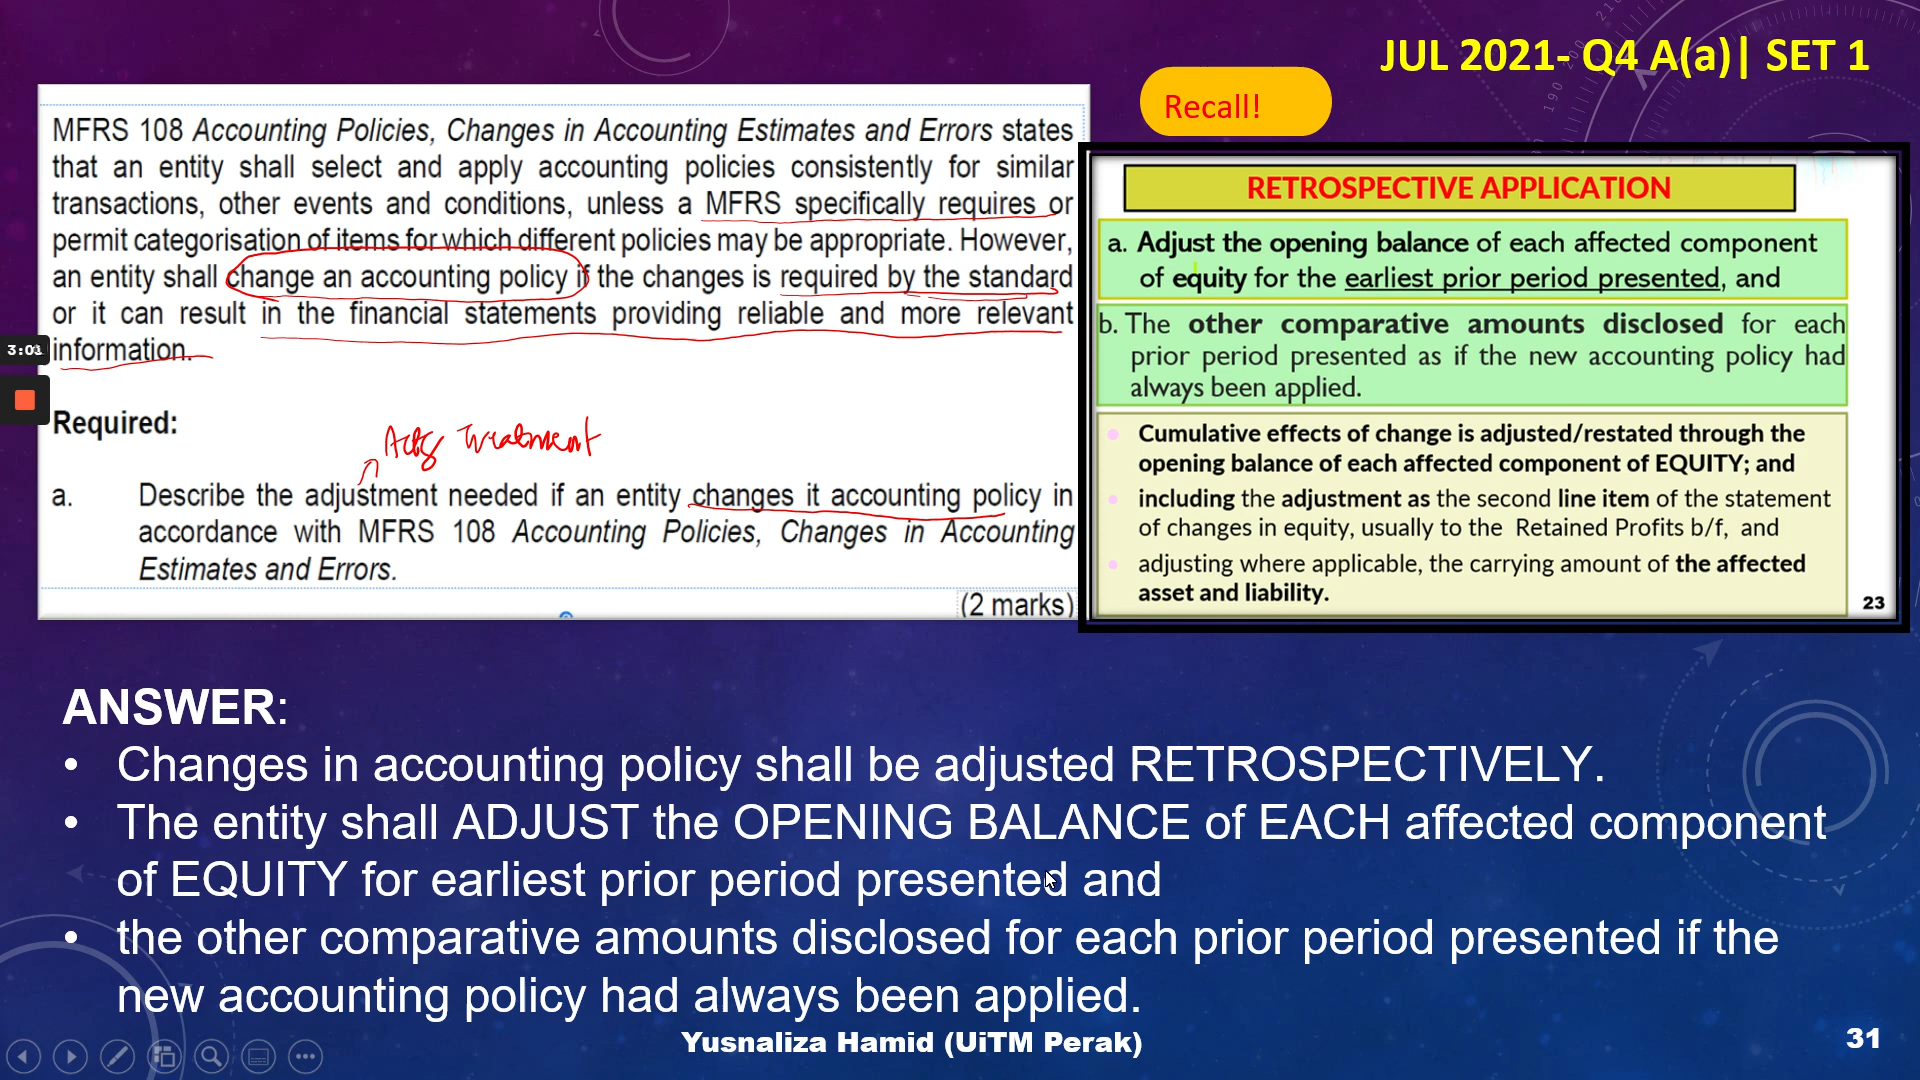 JUL 2021- Q4 A(a)| SET 1
Recall!
MFRS 108 Accounting Policies, Changes in Accounting Estimates and Errors states
that an entity shall select and apply accounting policies consistently for similar
transactions, other events and conditions, unless a MFRS specifically requires or
permit categorisation of items for which different policies may be appropriate. However,
an entity shall change an accounting policy if the changes is required by the standard
or it can result in the financial statements providing reliable and more relevant
information.
Required:
Treatment
a. Describe the adjustment needed if an entity changes it accounting policy in
accordance with MFRS 108 Accounting Policies, Changes in Accounting
Estimates and Errors.
(2 marks)
RETROSPECTIVE APPLICATION
a. Adjust the opening balance of each affected component
of equity for the earliest prior period presented, and
b. The other comparative amounts disclosed for each
prior period presented as if the new accounting policy had
always been applied.
Cumulative effects of change is adjusted/restated through the
opening balance of each affected component of EQUITY; and
including the adjustment as the second line item of the statement
of changes in equity, usually to the Retained Profits b/f, and
adjusting where applicable, the carrying amount of the affected
asset and liability.
23
ANSWER:
• Changes in accounting policy shall be adjusted RETROSPECTIVELY.
• The entity shall ADJUST the OPENING BALANCE of EACH affected component
of EQUITY for earliest prior period presented and
• the other comparative amounts disclosed for each prior period presented if the
new accounting policy had always been applied.
Yusnaliza Hamid (UiTM Perak)
31